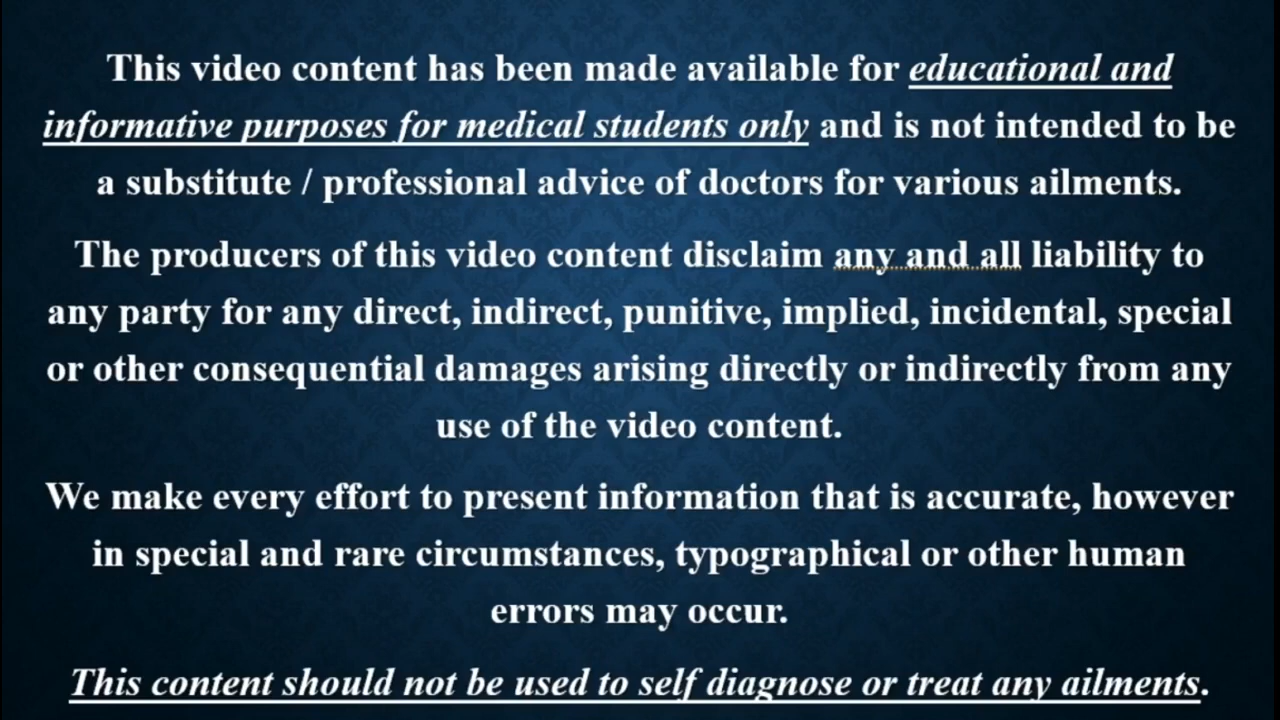 This video content has been made available for educational and
informative purposes for medical students only and is not intended to be
a substitute / professional advice of doctors for various ailments.
The producers of this video content disclaim any and all liability to
any party for any direct, indirect, punitive, implied, incidental, special
or other consequential damages arising directly or indirectly from any
use of the video content.
We make every effort to present information that is accurate, however
in special and rare circumstances, typographical or other human
errors may occur.
This content should not be used to self diagnose or treat any ailments.